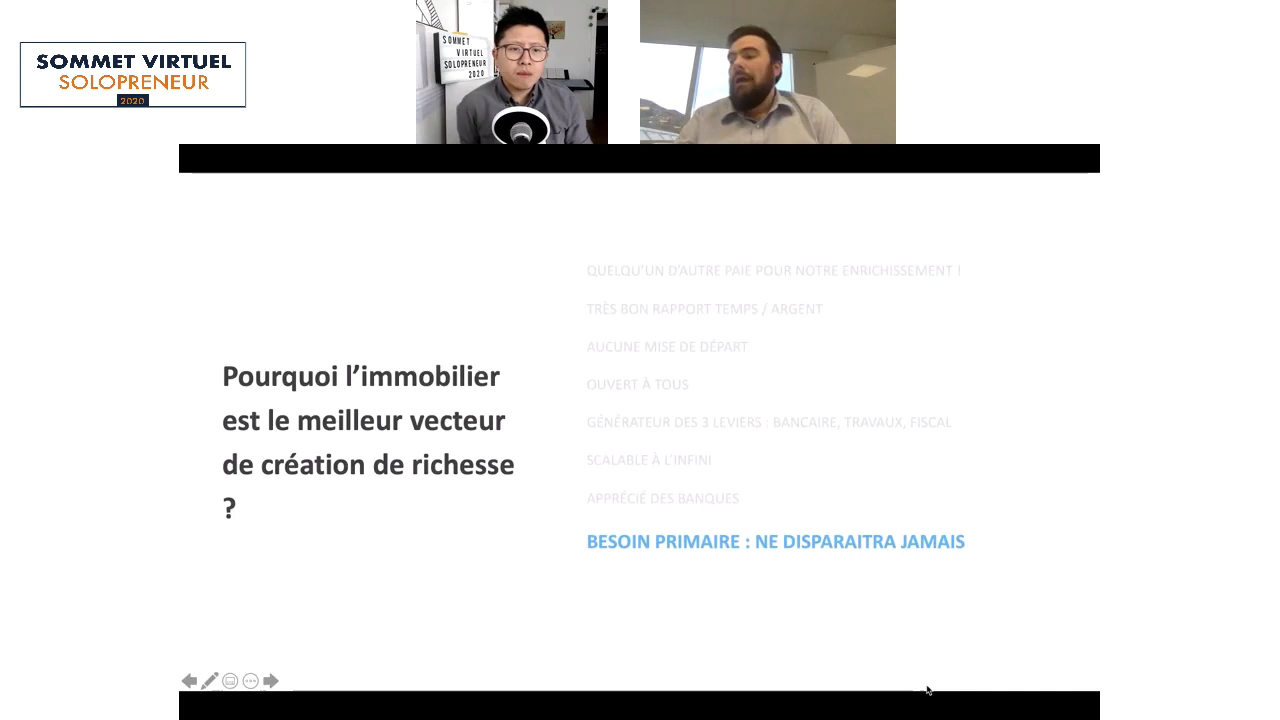 SOMMET VIRTUEL
SOLOPRENEUR
2020
SOMMET
VIRTUEL
SOLOPRENEUR
2020
Pourquoi l’immobilier
est le meilleur vecteur
de création de richesse
?
QUELQU’UN D’AUTRE PAIE POUR NOTRE ENRICHISSEMENT !
TRÈS BON RAPPORT TEMPS / ARGENT
AUCUNE MISE DE DÉPART
OUVERT À TOUS
GÉNÉRATEUR DES 3 LEVIERS : BANCAIRE, TRAVAUX, FISCAL
SCALABLE À L’INFINI
APPRÉCIÉ DES BANQUES
BESOIN PRIMAIRE : NE DISPARAITRA JAMAIS